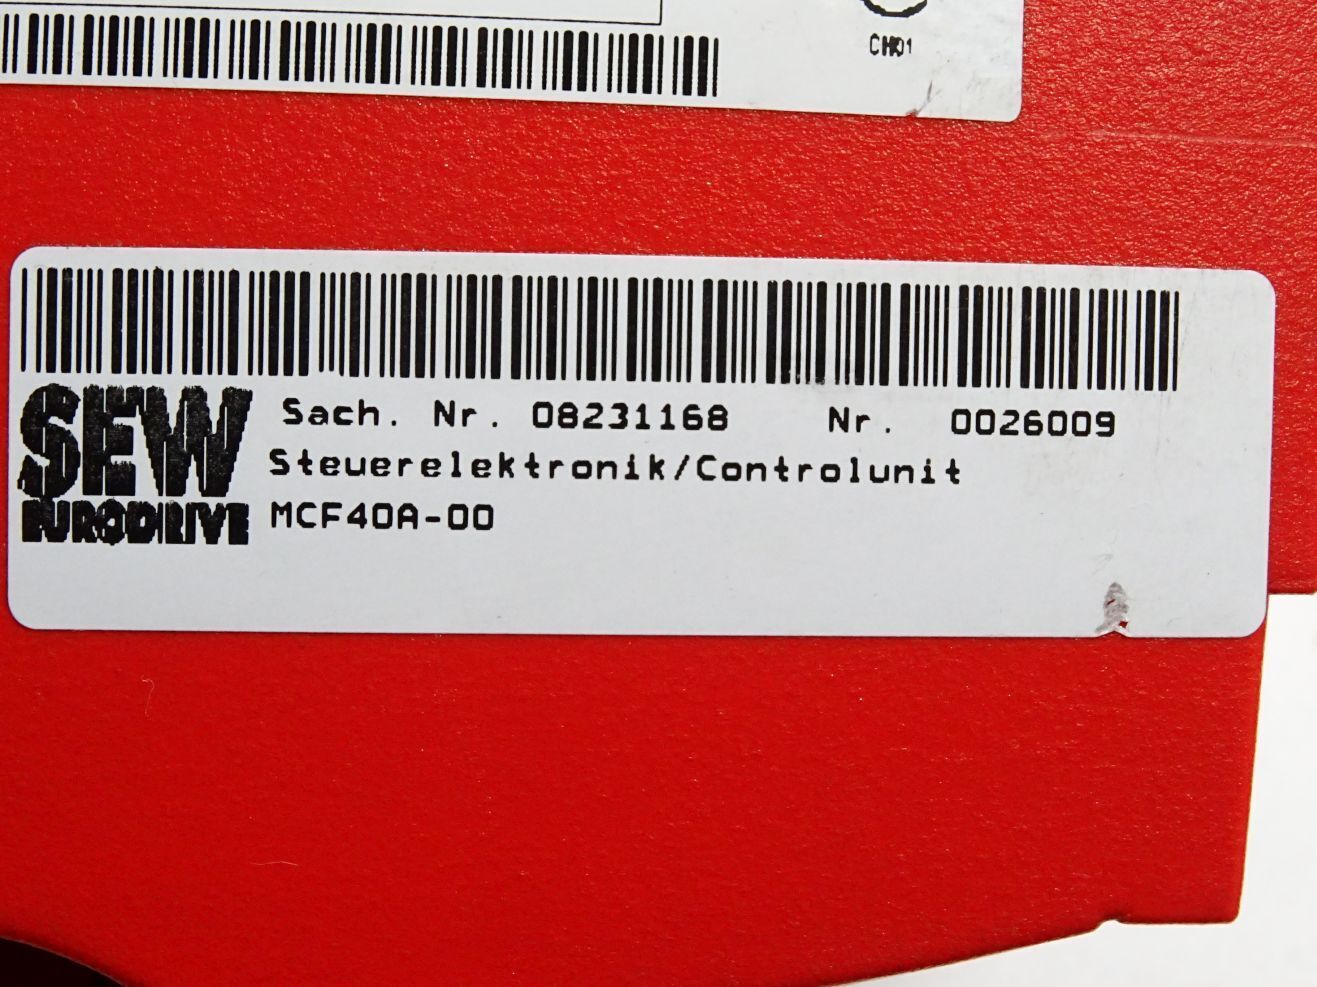 CH01
SEW
EURODRIVE
Sach. Nr. 08231168 Nr. 0026009
Steuerelektronik/Controlunit
MCF40A-00